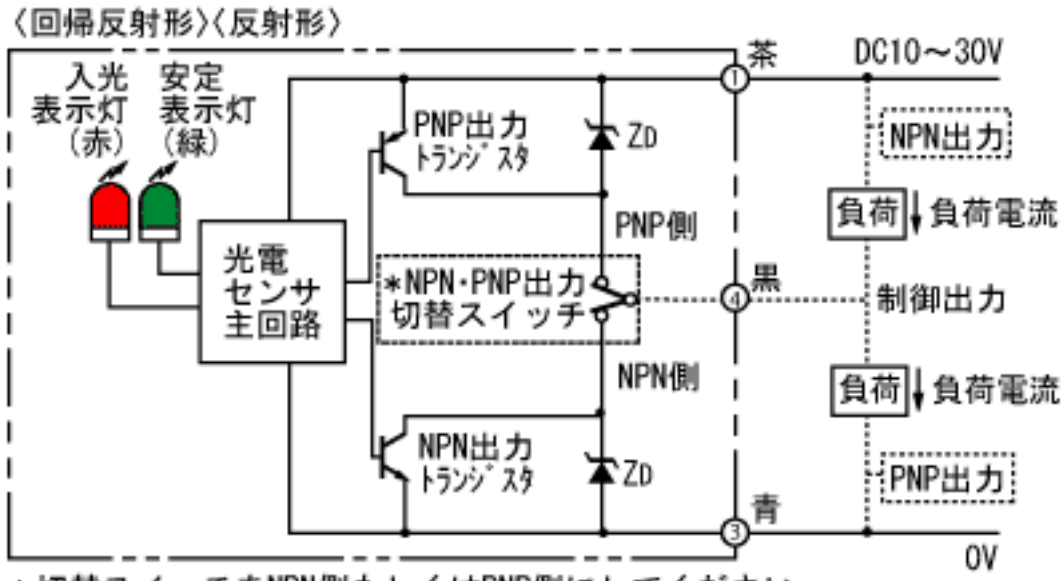 〈回帰反射形〉〈反射形〉
茶
DC10～30V
入光
表示灯
(赤)
安定
表示灯
(緑)
①
PNP出力
トランジスタ
ZD
NPN出力
負荷
負荷電流
PNP側
光電
センサ
主回路
*NPN・PNP出力
切替スイッチ
黒
④
制御出力
NPN側
負荷
負荷電流
NPN出力
トランジスタ
ZD
PNP出力
青
③
0V